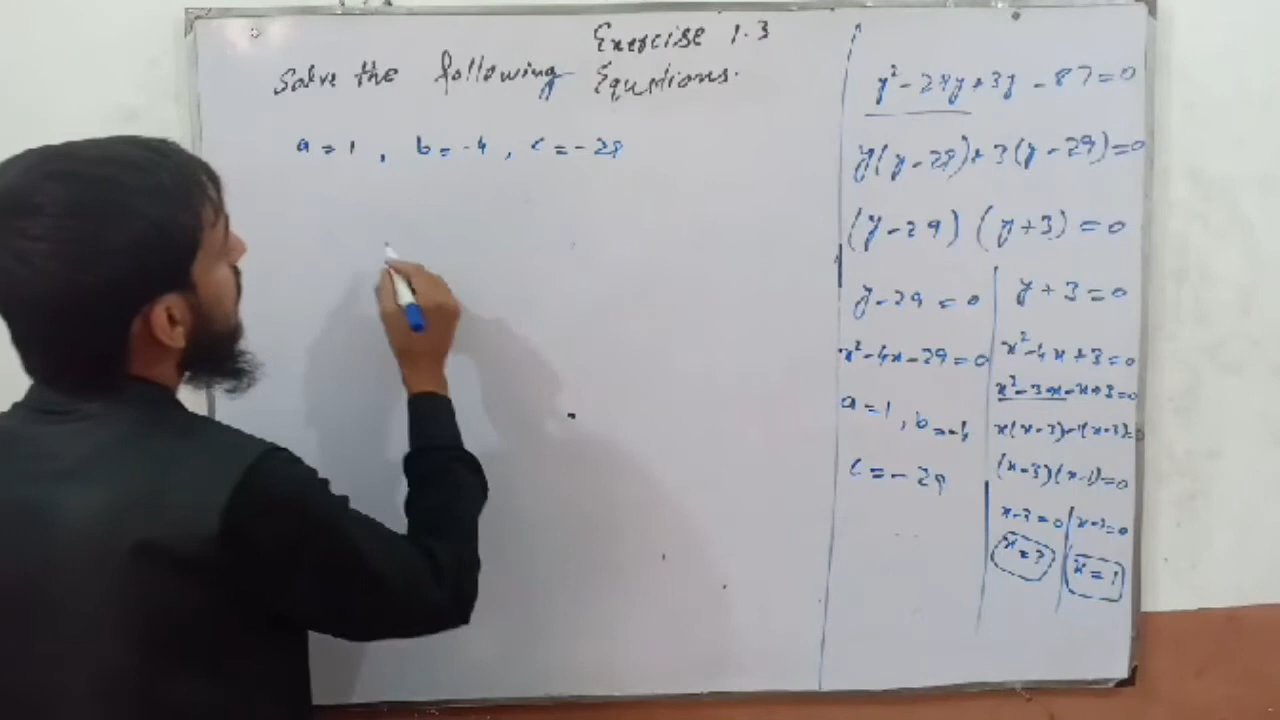 Exercise 1.3
Solve the following Equations.
a = 1 , b = -4 , c = -29
y² - 29y + 3y - 87 = 0
y(y - 29) + 3(y - 29) = 0
(y - 29) (y + 3) = 0
y - 29 = 0
x² - 4x - 29 = 0
a = 1 , b = -4
c = - 29
y + 3 = 0
x² - 4x + 3 = 0
x² - 3x - x + 3 = 0
x(x - 3) - 1(x - 3) = 0
(x - 3)(x - 1) = 0
x - 3 = 0
x = 3
x - 1 = 0
x = 1